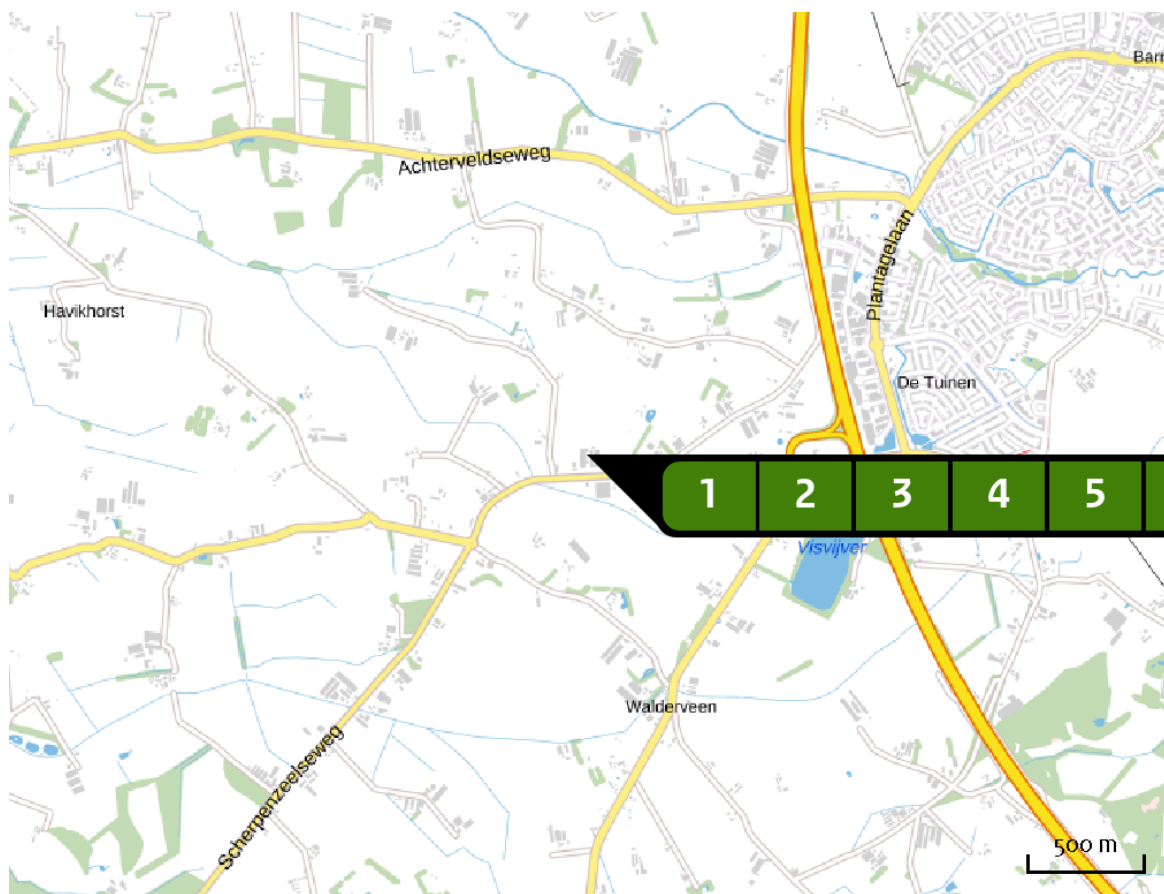 Barn
Achterveldseweg
Plantagelaan
Havikhorst
De Tuinen
1 2 3 4 5
Visvijver
Walderveen
Scherpenzeelseweg
500 m